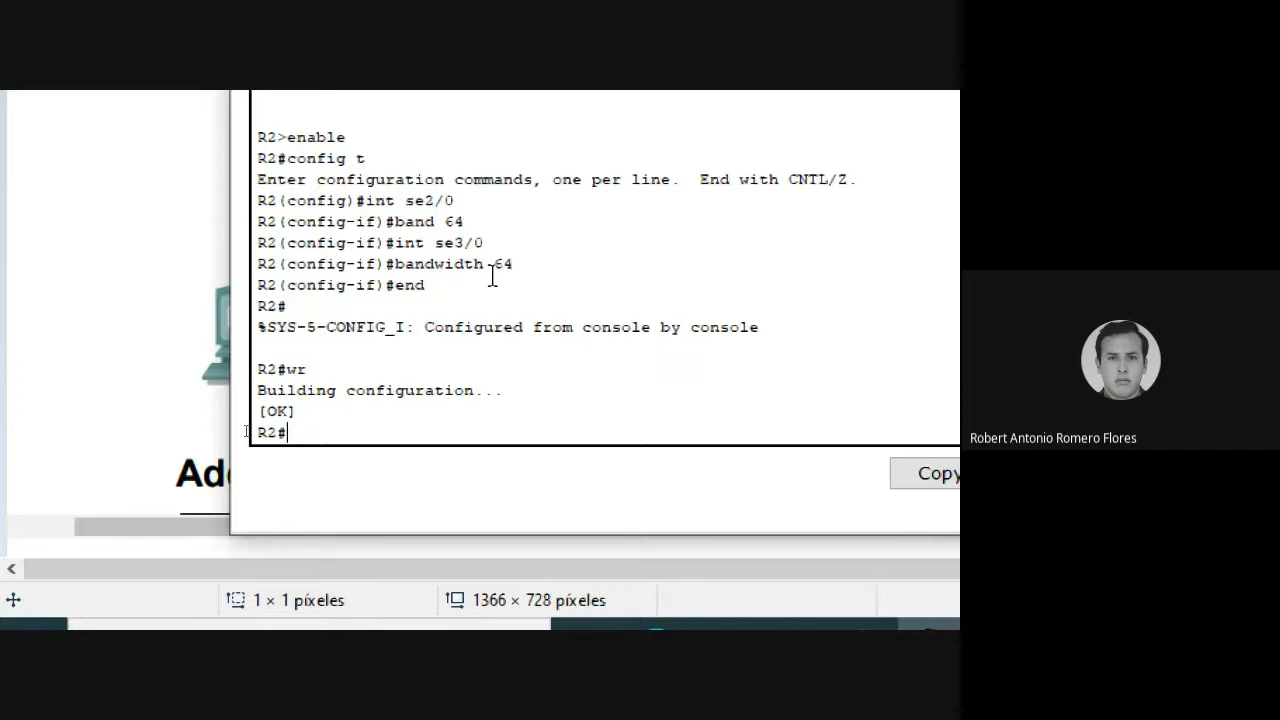 R2>enable
R2#config t
Enter configuration commands, one per line.  End with CNTL/Z.
R2(config)#int se2/0
R2(config-if)#band 64
R2(config-if)#int se3/0
R2(config-if)#bandwidth 64
R2(config-if)#end
R2#
%SYS-5-CONFIG_I: Configured from console by console
R2#wr
Building configuration...
[OK]
R2#
Copy
1 × 1 píxeles
1366 × 728 píxeles
Robert Antonio Romero Flores